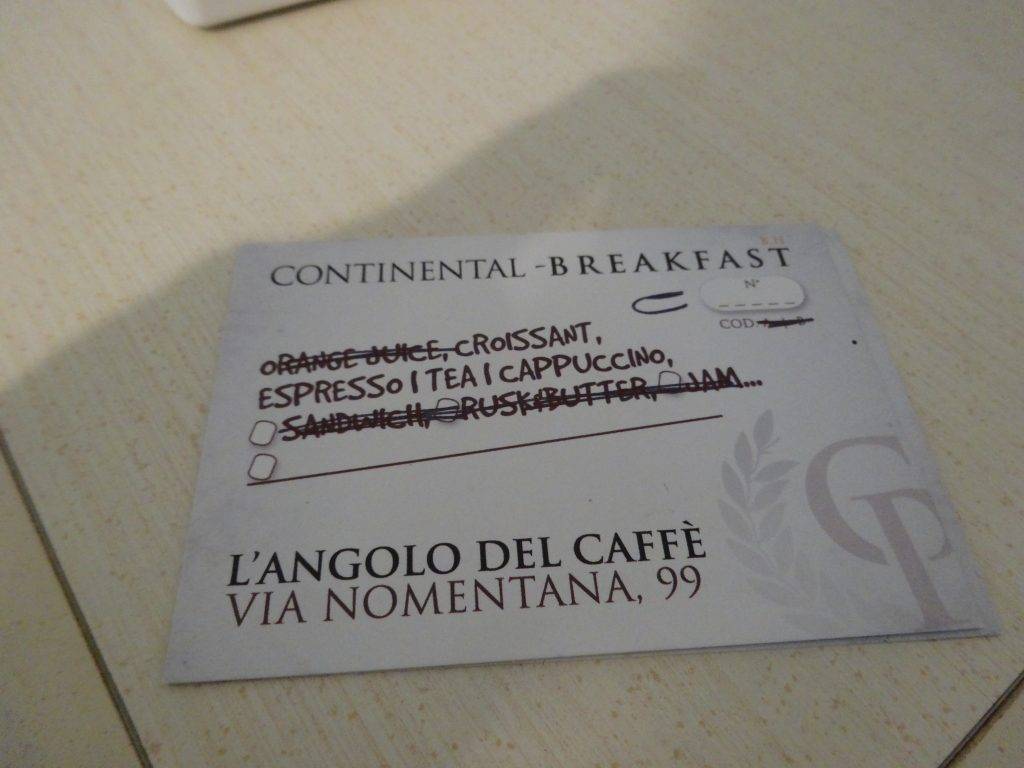 R.H.
CONTINENTAL - BREAKFAST
N°
COD.
ORANGE JUICE, CROISSANT,
ESPRESSO | TEA | CAPPUCCINO,
SANDWICH, RUSK&BUTTER, JAM...
L'ANGOLO DEL CAFFÈ
VIA NOMENTANA, 99
GP